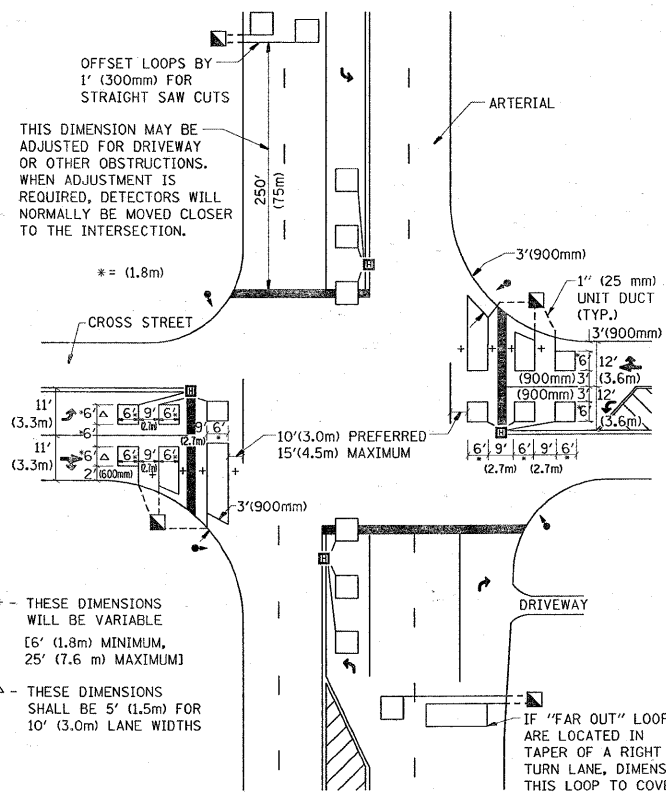 OFFSET LOOPS BY
1' (300mm) FOR
STRAIGHT SAW CUTS
THIS DIMENSION MAY BE
ADJUSTED FOR DRIVEWAY
OR OTHER OBSTRUCTIONS.
WHEN ADJUSTMENT IS
REQUIRED, DETECTORS WILL
NORMALLY BE MOVED CLOSER
TO THE INTERSECTION.
* = (1.8m)
250'
(75m)
ARTERIAL
H
3'(900mm)
1" (25 mm)
UNIT DUCT
(TYP.)
CROSS STREET
3'(900mm)
6'
*
12'
(3.6m)
(900mm) 3'
(900mm) 3'
12'
(3.6m)
6'
*
H
6' 9' 6' 9' 6'
* * *
(2.7m) (2.7m)
H
11'
(3.3m)
11'
(3.3m)
*6' △ 6'* 9' 6'*
(2.7m)
*6'
9' 6'
(2.7m) *
*6' △ 6'* 9' 6'*
(2.7m)
2' (600mm)
10'(3.0m) PREFERRED
15'(4.5m) MAXIMUM
3'(900mm)
H
DRIVEWAY
+ - THESE DIMENSIONS
WILL BE VARIABLE
[6' (1.8m) MINIMUM,
25' (7.6 m) MAXIMUM]
△ - THESE DIMENSIONS
SHALL BE 5' (1.5m) FOR
10' (3.0m) LANE WIDTHS
IF "FAR OUT" LOOP
ARE LOCATED IN
TAPER OF A RIGHT
TURN LANE, DIMENS
THIS LOOP TO COVE